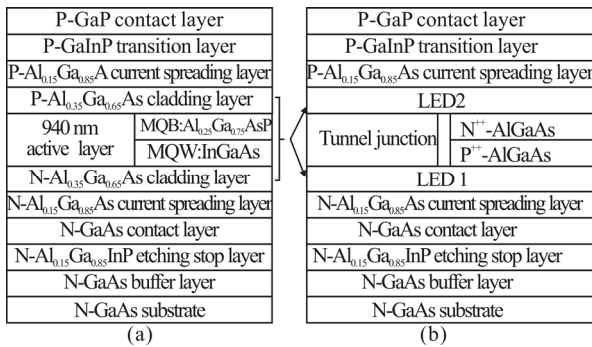 P-GaP contact layer
P-GaInP transition layer
P-Al0.15Ga0.85A current spreading layer
P-Al0.35Ga0.65As cladding layer
940 nm
active layer
MQB:Al0.25Ga0.75AsP
MQW:InGaAs
N-Al0.35Ga0.65As cladding layer
N-Al0.15Ga0.85As current spreading layer
N-GaAs contact layer
N-Al0.15Ga0.85InP etching stop layer
N-GaAs buffer layer
N-GaAs substrate
(a)
P-GaP contact layer
P-GaInP transition layer
P-Al0.15Ga0.85As current spreading layer
LED2
Tunnel junction
N++-AlGaAs
P++-AlGaAs
LED 1
N-Al0.15Ga0.85As current spreading layer
N-GaAs contact layer
N-Al0.15Ga0.85InP etching stop layer
N-GaAs buffer layer
N-GaAs substrate
(b)